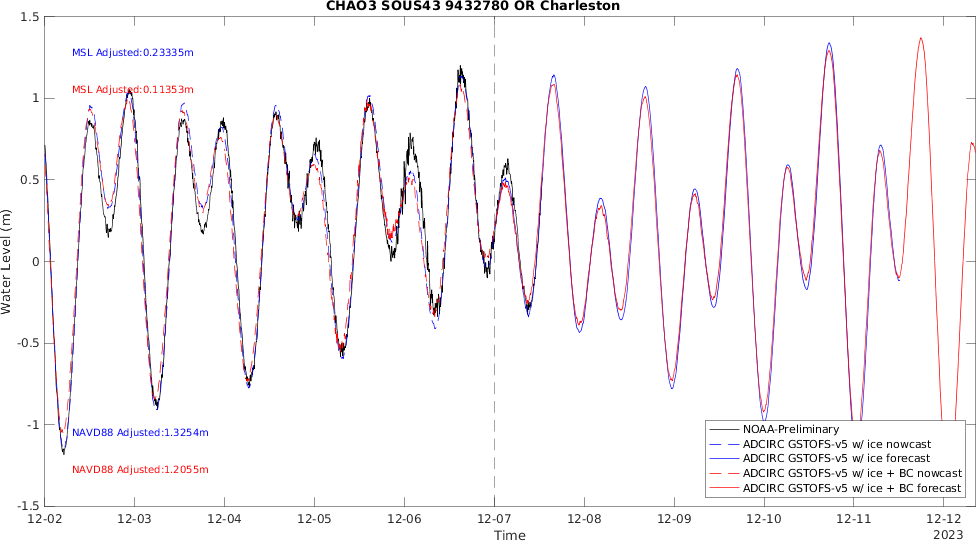 CHAO3 SOUS43 9432780 OR Charleston
1.5
MSL Adjusted:0.23335m
MSL Adjusted:0.11353m
1
0.5
Water Level (m)
0
-0.5
-1
NAVD88 Adjusted:1.3254m
NAVD88 Adjusted:1.2055m
-1.5
NOAA-Preliminary
ADCIRC GSTOFS-v5 w/ ice nowcast
ADCIRC GSTOFS-v5 w/ ice forecast
ADCIRC GSTOFS-v5 w/ ice + BC nowcast
ADCIRC GSTOFS-v5 w/ ice + BC forecast
12-02 12-03 12-04 12-05 12-06 12-07 12-08 12-09 12-10 12-11 12-12
2023
Time